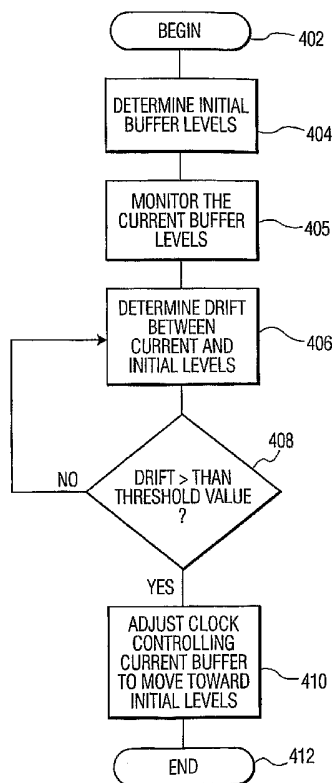 BEGIN
402
DETERMINE INITIAL
BUFFER LEVELS
404
MONITOR THE
CURRENT BUFFER
LEVELS
405
DETERMINE DRIFT
BETWEEN
CURRENT AND
INITIAL LEVELS
406
408
DRIFT > THAN
THRESHOLD VALUE
?
NO
YES
ADJUST CLOCK
CONTROLLING
CURRENT BUFFER
TO MOVE TOWARD
INITIAL LEVELS
410
END
412